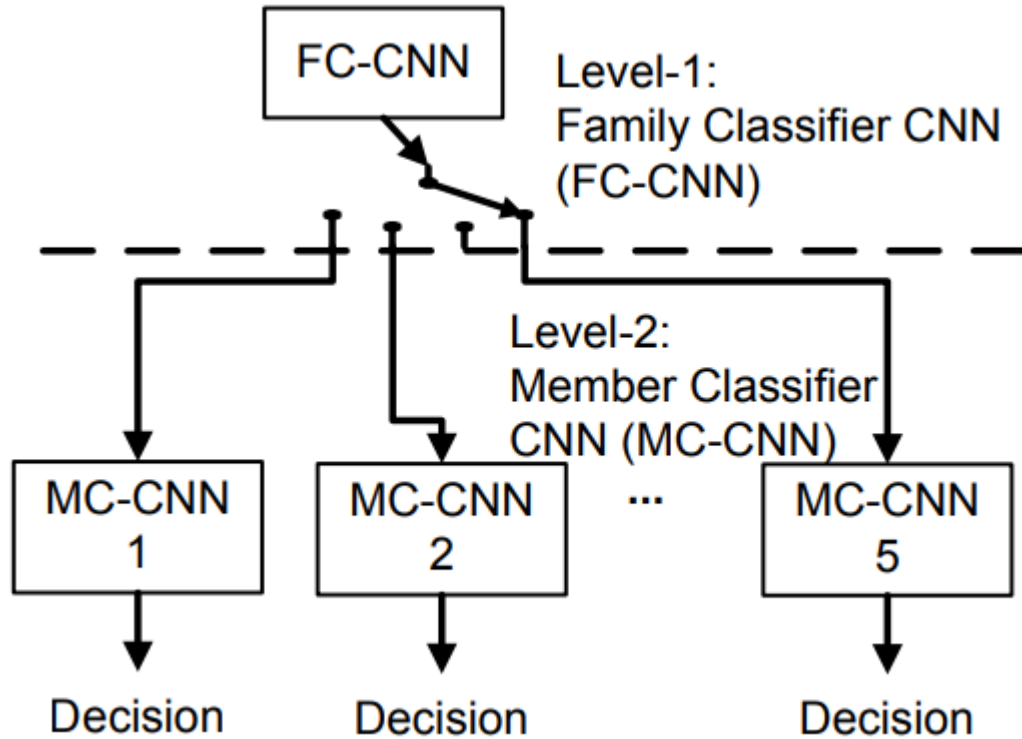 FC-CNN
Level-1:
Family Classifier CNN
(FC-CNN)
Level-2:
Member Classifier
CNN (MC-CNN)
MC-CNN
1
MC-CNN
2
...
MC-CNN
5
Decision
Decision
Decision